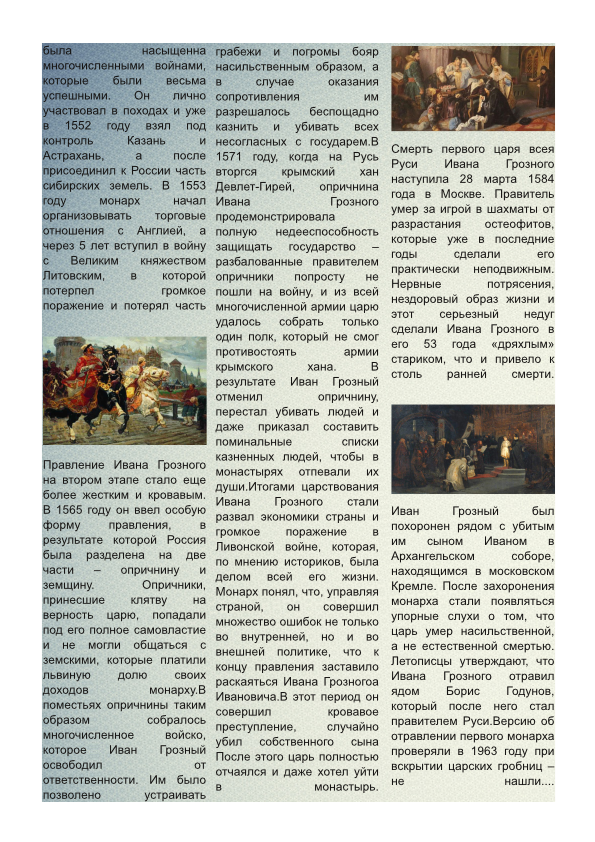 была насыщенна
многочисленными войнами,
которые были весьма
успешными. Он лично
участвовал в походах и уже
в 1552 году взял под
контроль Казань и
Астрахань, а после
присоединил к России часть
сибирских земель. В 1553
году монарх начал
организовывать торговые
отношения с Англией, а
через 5 лет вступил в войну
с Великим княжеством
Литовским, в которой
потерпел громкое
поражение и потерял часть
Правление Ивана Грозного
на втором этапе стало еще
более жестким и кровавым.
В 1565 году он ввел особую
форму правления, в
результате которой Россия
была разделена на две
части – опричнину и
земщину. Опричники,
принесшие клятву на
верность царю, попадали
под его полное самовластие
и не могли общаться с
земскими, которые платили
львиную долю своих
доходов монарху.В
поместьях опричнины таким
образом собралось
многочисленное войско,
которое Иван Грозный
освободил от
ответственности. Им было
позволено устраивать
грабежи и погромы бояр
насильственным образом, а
в случае оказания
сопротивления им
разрешалось беспощадно
казнить и убивать всех
несогласных с государем.В
1571 году, когда на Русь
вторгся крымский хан
Девлет-Гирей, опричнина
Ивана Грозного
продемонстрировала
полную недееспособность
защищать государство –
разбалованные правителем
опричники попросту не
пошли на войну, и из всей
многочисленной армии царю
удалось собрать только
один полк, который не смог
противостоять армии
крымского хана. В
результате Иван Грозный
отменил опричнину,
перестал убивать людей и
даже приказал составить
поминальные списки
казненных людей, чтобы в
монастырях отпевали их
души.Итогами царствования
Ивана Грозного стали
развал экономики страны и
громкое поражение в
Ливонской войне, которая,
по мнению историков, была
делом всей его жизни.
Монарх понял, что, управляя
страной, он совершил
множество ошибок не только
во внутренней, но и во
внешней политике, что к
концу правления заставило
раскаяться Ивана Грозногоа
Ивановича.В этот период он
совершил кровавое
преступление, случайно
убил собственного сына
После этого царь полностью
отчаялся и даже хотел уйти
в монастырь.
Смерть первого царя всея
Руси Ивана Грозного
наступила 28 марта 1584
года в Москве. Правитель
умер за игрой в шахматы от
разрастания остеофитов,
которые уже в последние
годы сделали его
практически неподвижным.
Нервные потрясения,
нездоровый образ жизни и
этот серьезный недуг
сделали Ивана Грозного в
его 53 года «дряхлым»
стариком, что и привело к
столь ранней смерти.
Иван Грозный был
похоронен рядом с убитым
им сыном Иваном в
Архангельском соборе,
находящимся в московском
Кремле. После захоронения
монарха стали появляться
упорные слухи о том, что
царь умер насильственной,
а не естественной смертью.
Летописцы утверждают, что
Ивана Грозного отравил
ядом Борис Годунов,
который после него стал
правителем Руси.Версию об
отравлении первого монарха
проверяли в 1963 году при
вскрытии царских гробниц –
не нашли....